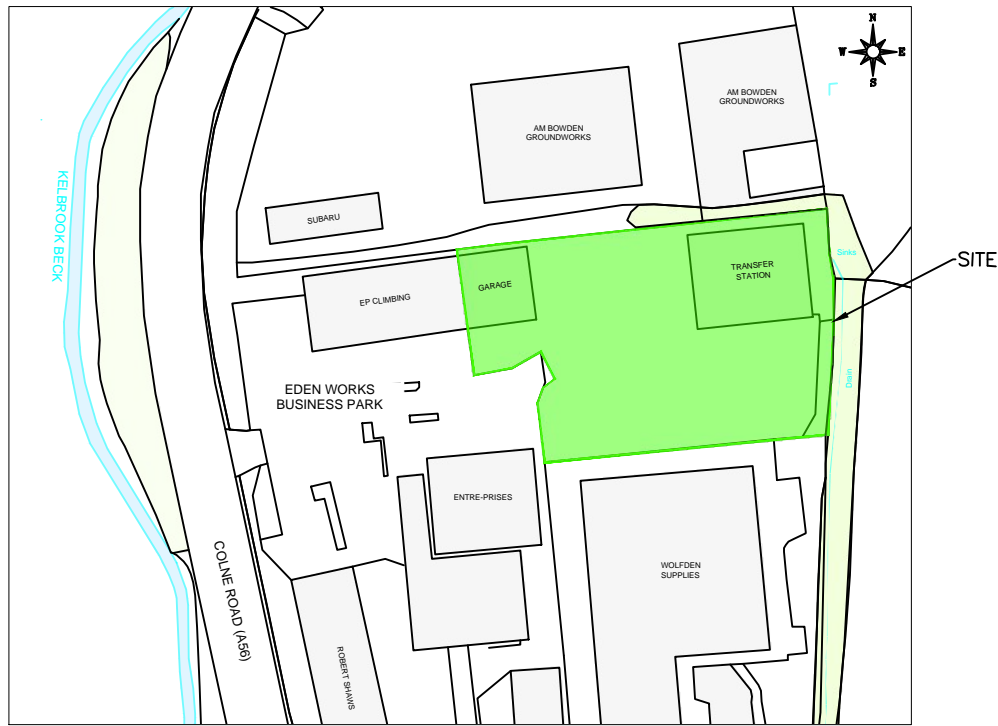 N
W E
S
AM BOWDEN
GROUNDWORKS
AM BOWDEN
GROUNDWORKS
KELBROOK BECK
SUBARU
SITE
Sinks
TRANSFER
STATION
GARAGE
EP CLIMBING
Drain
EDEN WORKS
BUSINESS PARK
ENTRE-PRISES
WOLFDEN
SUPPLIES
COLNE ROAD (A56)
ROBERT SHAWS